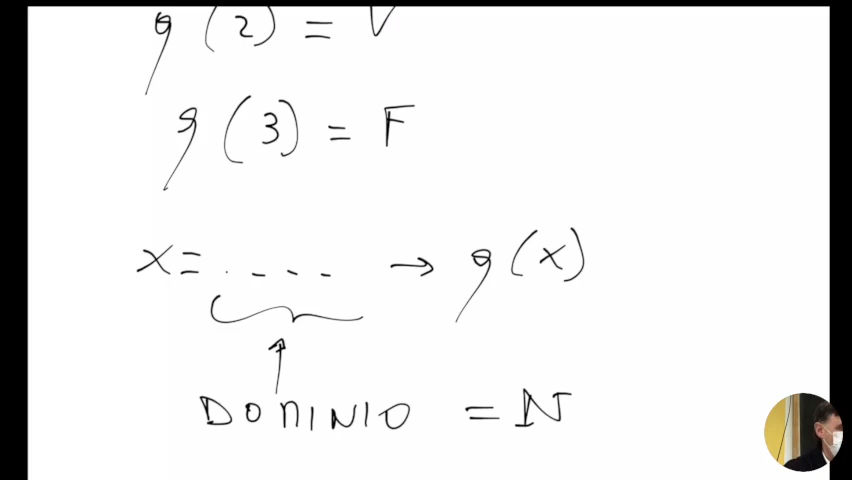 φ(2) = V
φ(3) = F
x = . - - - → φ(x)
DOMINIO = ℕ